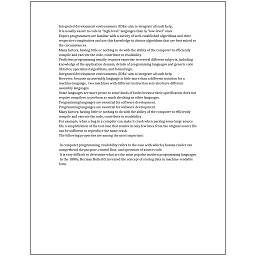 Integrated development environments (IDEs) aim to integrate all such help.
It is usually easier to code in "high-level" languages than in "low-level" ones.
Expert programmers are familiar with a variety of well-established algorithms and their
respective complexities and use this knowledge to choose algorithms that are best suited to
the circumstances.
Many factors, having little or nothing to do with the ability of the computer to efficiently
compile and execute the code, contribute to readability.
Proficient programming usually requires expertise in several different subjects, including
knowledge of the application domain, details of programming languages and generic code
libraries, specialized algorithms, and formal logic.
Integrated development environments (IDEs) aim to integrate all such help.
However, because an assembly language is little more than a different notation for a
machine language, two machines with different instruction sets also have different
assembly languages.
Some languages are more prone to some kinds of faults because their specification does not
require compilers to perform as much checking as other languages.
Programming languages are essential for software development.
Programming languages are essential for software development.
Many factors, having little or nothing to do with the ability of the computer to efficiently
compile and execute the code, contribute to readability.
For example, when a bug in a compiler can make it crash when parsing some large source
file, a simplification of the test case that results in only few lines from the original source file
can be sufficient to reproduce the same crash.
The following properties are among the most important:
In computer programming, readability refers to the ease with which a human reader can
comprehend the purpose, control flow, and operation of source code.
It is very difficult to determine what are the most popular modern programming languages.
In the 1880s, Herman Hollerith invented the concept of storing data in machine-readable
form.